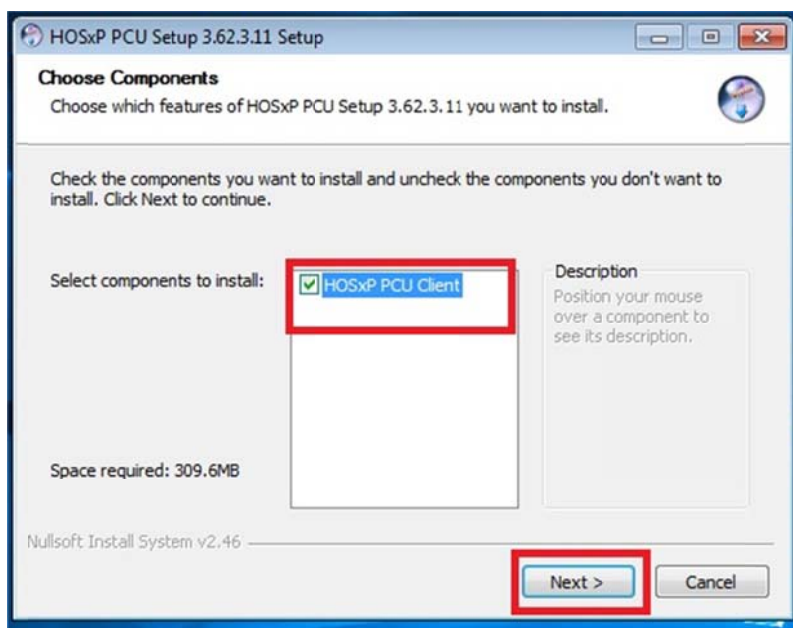 HOSxP PCU Setup 3.62.3.11 Setup
Choose Components
Choose which features of HOSxP PCU Setup 3.62.3.11 you want to install.
Check the components you want to install and uncheck the components you don't want to
install. Click Next to continue.
Select components to install:
HOSxP PCU Client
Description
Position your mouse
over a component to
see its description.
Space required: 309.6MB
Nullsoft Install System v2.46
Next >
Cancel